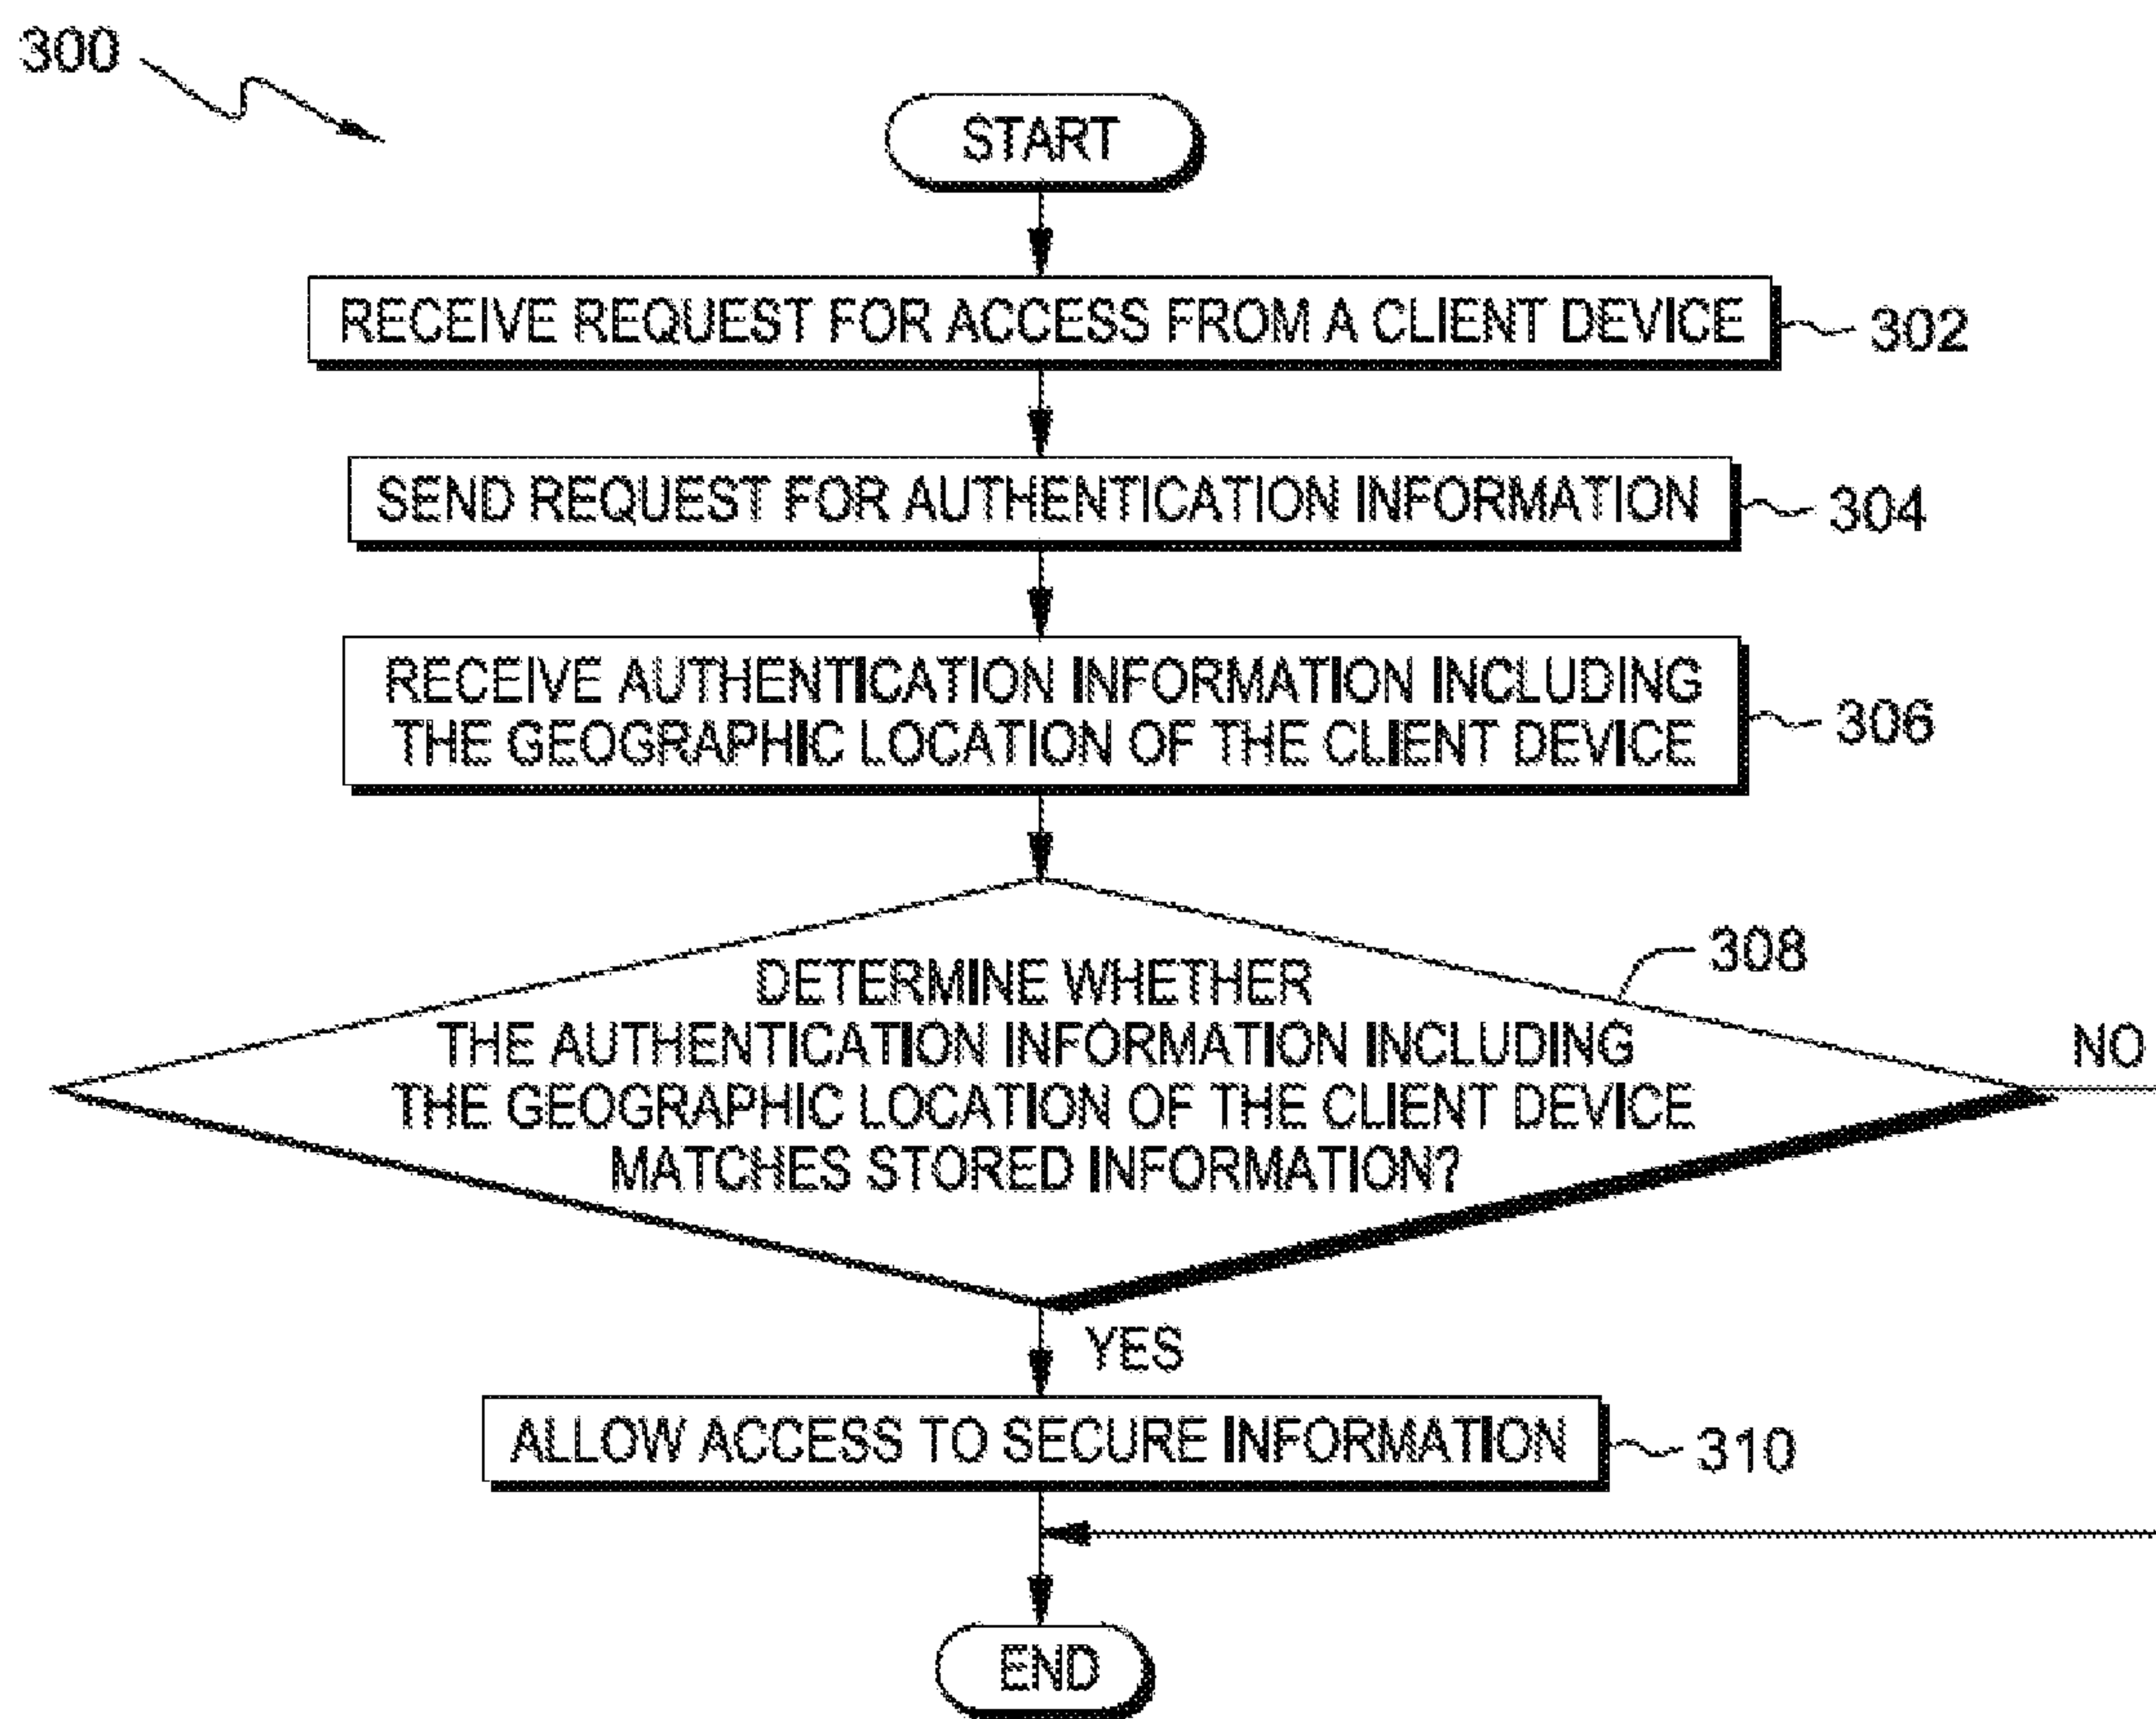 300
START
RECEIVE REQUEST FOR ACCESS FROM A CLIENT DEVICE
302
SEND REQUEST FOR AUTHENTICATION INFORMATION
304
RECEIVE AUTHENTICATION INFORMATION INCLUDING
THE GEOGRAPHIC LOCATION OF THE CLIENT DEVICE
306
DETERMINE WHETHER
THE AUTHENTICATION INFORMATION INCLUDING
THE GEOGRAPHIC LOCATION OF THE CLIENT DEVICE
MATCHES STORED INFORMATION?
308
NO
YES
ALLOW ACCESS TO SECURE INFORMATION
310
END